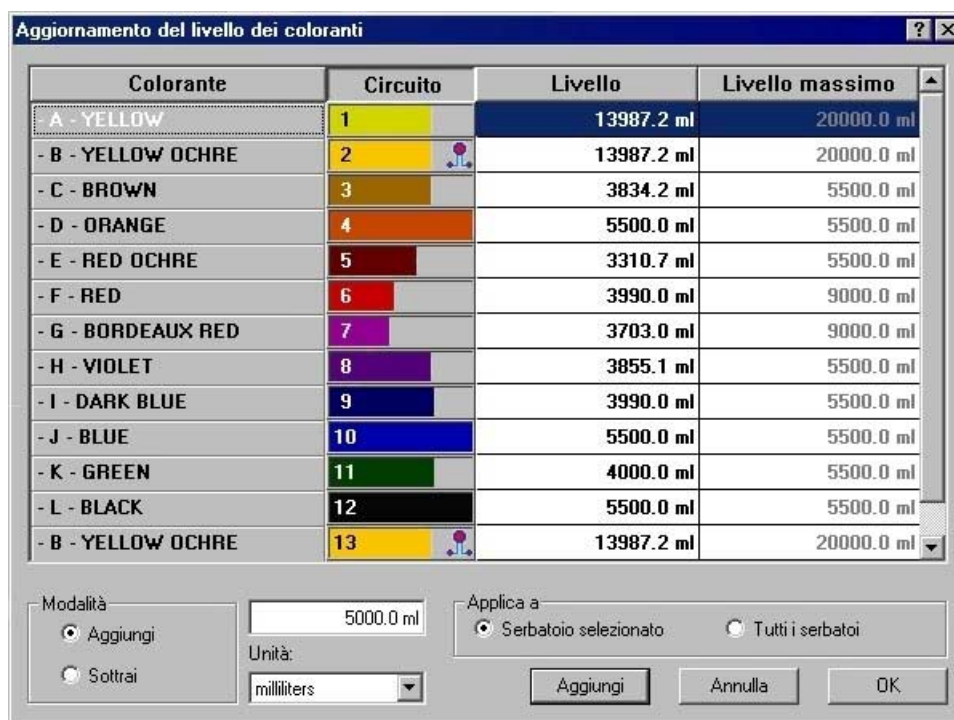 Aggiornamento del livello dei coloranti
Colorante Circuito Livello Livello massimo
- A - YELLOW 1 13987.2 ml 20000.0 ml
- B - YELLOW OCHRE 2 13987.2 ml 20000.0 ml
- C - BROWN 3 3834.2 ml 5500.0 ml
- D - ORANGE 4 5500.0 ml 5500.0 ml
- E - RED OCHRE 5 3310.7 ml 5500.0 ml
- F - RED 6 3990.0 ml 9000.0 ml
- G - BORDEAUX RED 7 3703.0 ml 9000.0 ml
- H - VIOLET 8 3855.1 ml 5500.0 ml
- I - DARK BLUE 9 3990.0 ml 5500.0 ml
- J - BLUE 10 5500.0 ml 5500.0 ml
- K - GREEN 11 4000.0 ml 5500.0 ml
- L - BLACK 12 5500.0 ml 5500.0 ml
- B - YELLOW OCHRE 13 13987.2 ml 20000.0 ml
Modalità
Aggiungi
Sottrai
5000.0 ml
Unità:
milliliters
Applica a
Serbatoio selezionato Tutti i serbatoi
Aggiungi Annulla OK